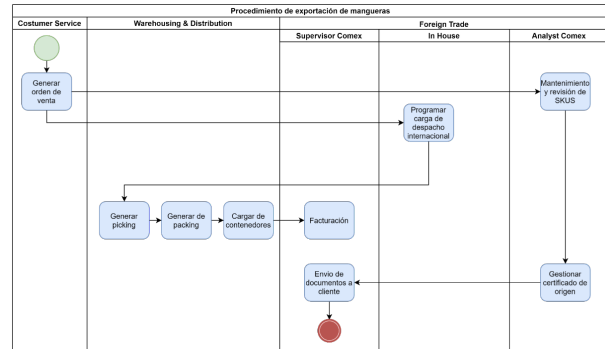 Procedimiento de exportación de mangueras
Costumer Service
Warehousing & Distribution
Foreign Trade
Supervisor Comex
In House
Analyst Comex
Generar
orden de
venta
Mantenimiento
y revisión de
SKUS
Programar
carga de
despacho
internacional
Generar
picking
Generar de
packing
Cargar de
contenedores
Facturación
Envio de
documentos a
cliente
Gestionar
certificado de
origen